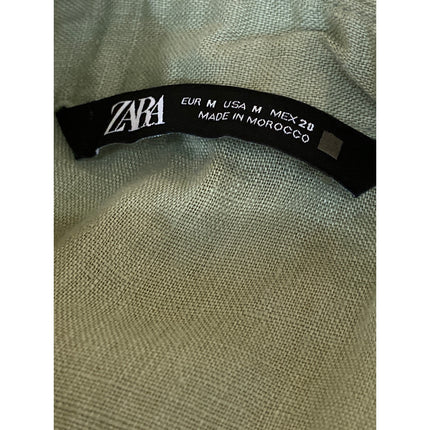 ZARA
EUR M USA M MEX 28
MADE IN MOROCCO